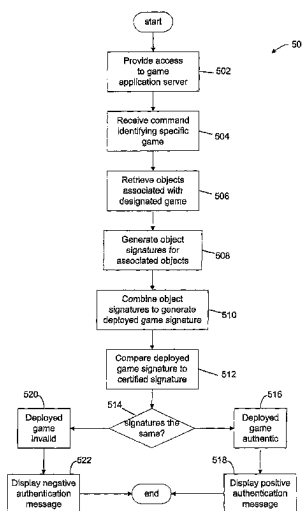 start
50
Provide access
to game
application server
502
Receive command
identifying specific
game
504
Retrieve objects
associated with
designated game
506
Generate object
signatures for
associated objects
508
Combine object
signatures to generate
deployed game signature
510
Compare deployed
game signature to
certified signature
512
514
signatures the
same?
520
Deployed
game
invalid
516
Deployed
game
authentic
522
Display negative
authentication
message
end
518
Display positive
authentication
message